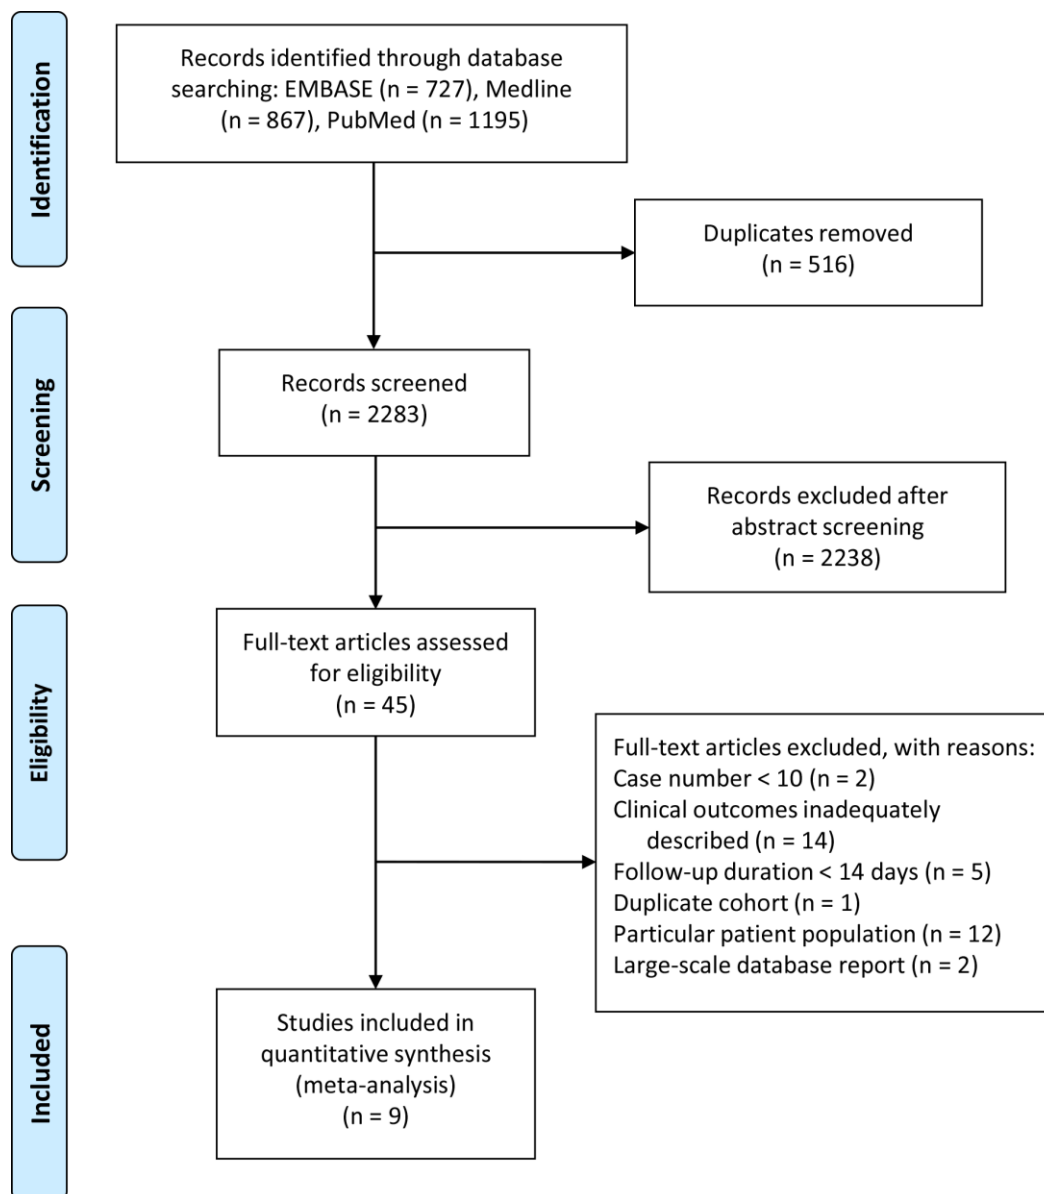 Identification
Records identified through database
searching: EMBASE (n = 727), Medline
(n = 867), PubMed (n = 1195)
Duplicates removed
(n = 516)
Screening
Records screened
(n = 2283)
Records excluded after
abstract screening
(n = 2238)
Eligibility
Full-text articles assessed
for eligibility
(n = 45)
Full-text articles excluded, with reasons:
Case number < 10 (n = 2)
Clinical outcomes inadequately
described (n = 14)
Follow-up duration < 14 days (n = 5)
Duplicate cohort (n = 1)
Particular patient population (n = 12)
Large-scale database report (n = 2)
Included
Studies included in
quantitative synthesis
(meta-analysis)
(n = 9)